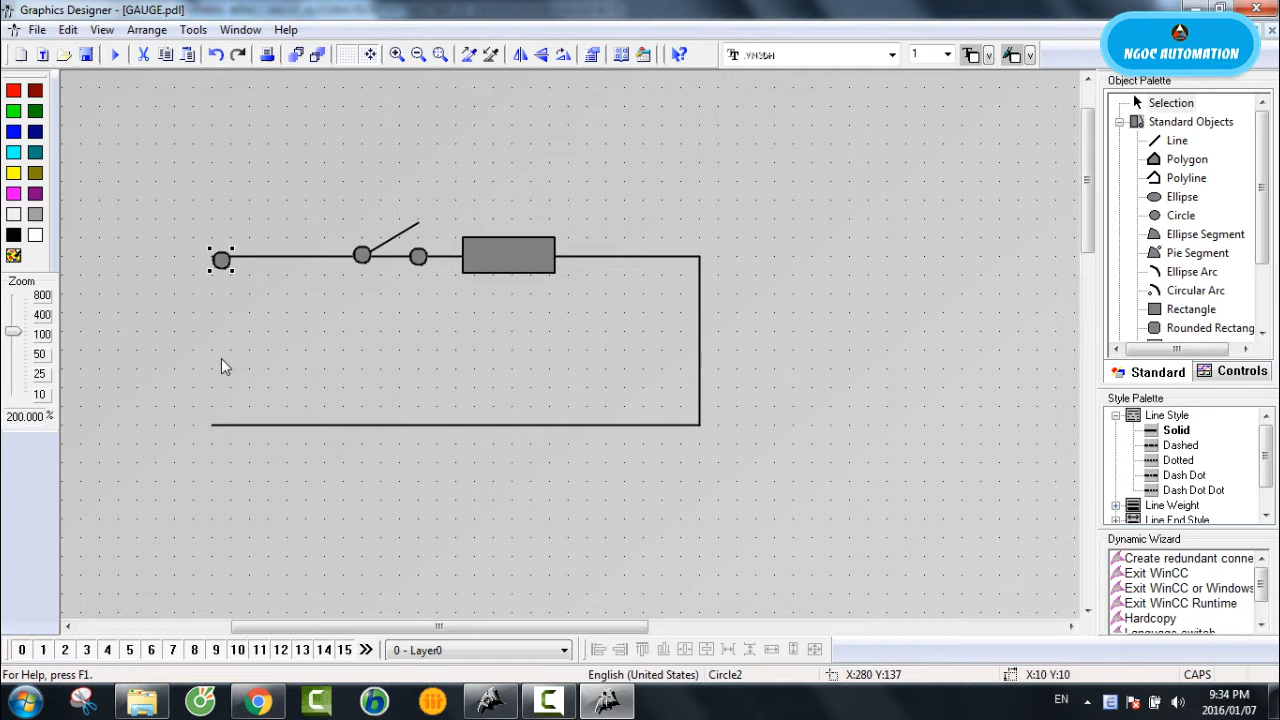 Graphics Designer - [GAUGE.pdl]
File Edit View Arrange Tools Window Help
NGOC AUTOMATION
1
Object Palette
Selection
Standard Objects
Line
Polygon
Polyline
Ellipse
Circle
Ellipse Segment
Pie Segment
Ellipse Arc
Circular Arc
Rectangle
Rounded Rectang
Standard Controls
Zoom
800
400
100
50
25
10
200.000 %
Style Palette
Line Style
Solid
Dashed
Dotted
Dash Dot
Dash Dot Dot
Line Weight
Line End Style
Dynamic Wizard
Create redundant conne
Exit WinCC
Exit WinCC or Windows
Exit WinCC Runtime
Hardcopy
Language switch
0 1 2 3 4 5 6 7 8 9 10 11 12 13 14 15 0 - Layer0
For Help, press F1. English (United States) Circle2 X:280 Y:137 X:10 Y:10 CAPS
EN 9:34 PM
2016/01/07